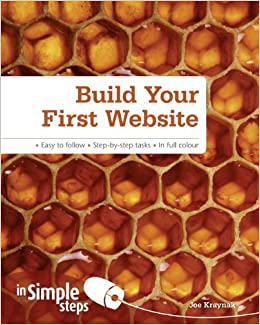 Build Your
First Website
• Easy to follow • Step-by-step tasks • In full colour
in Simple
steps
Joe Kraynak